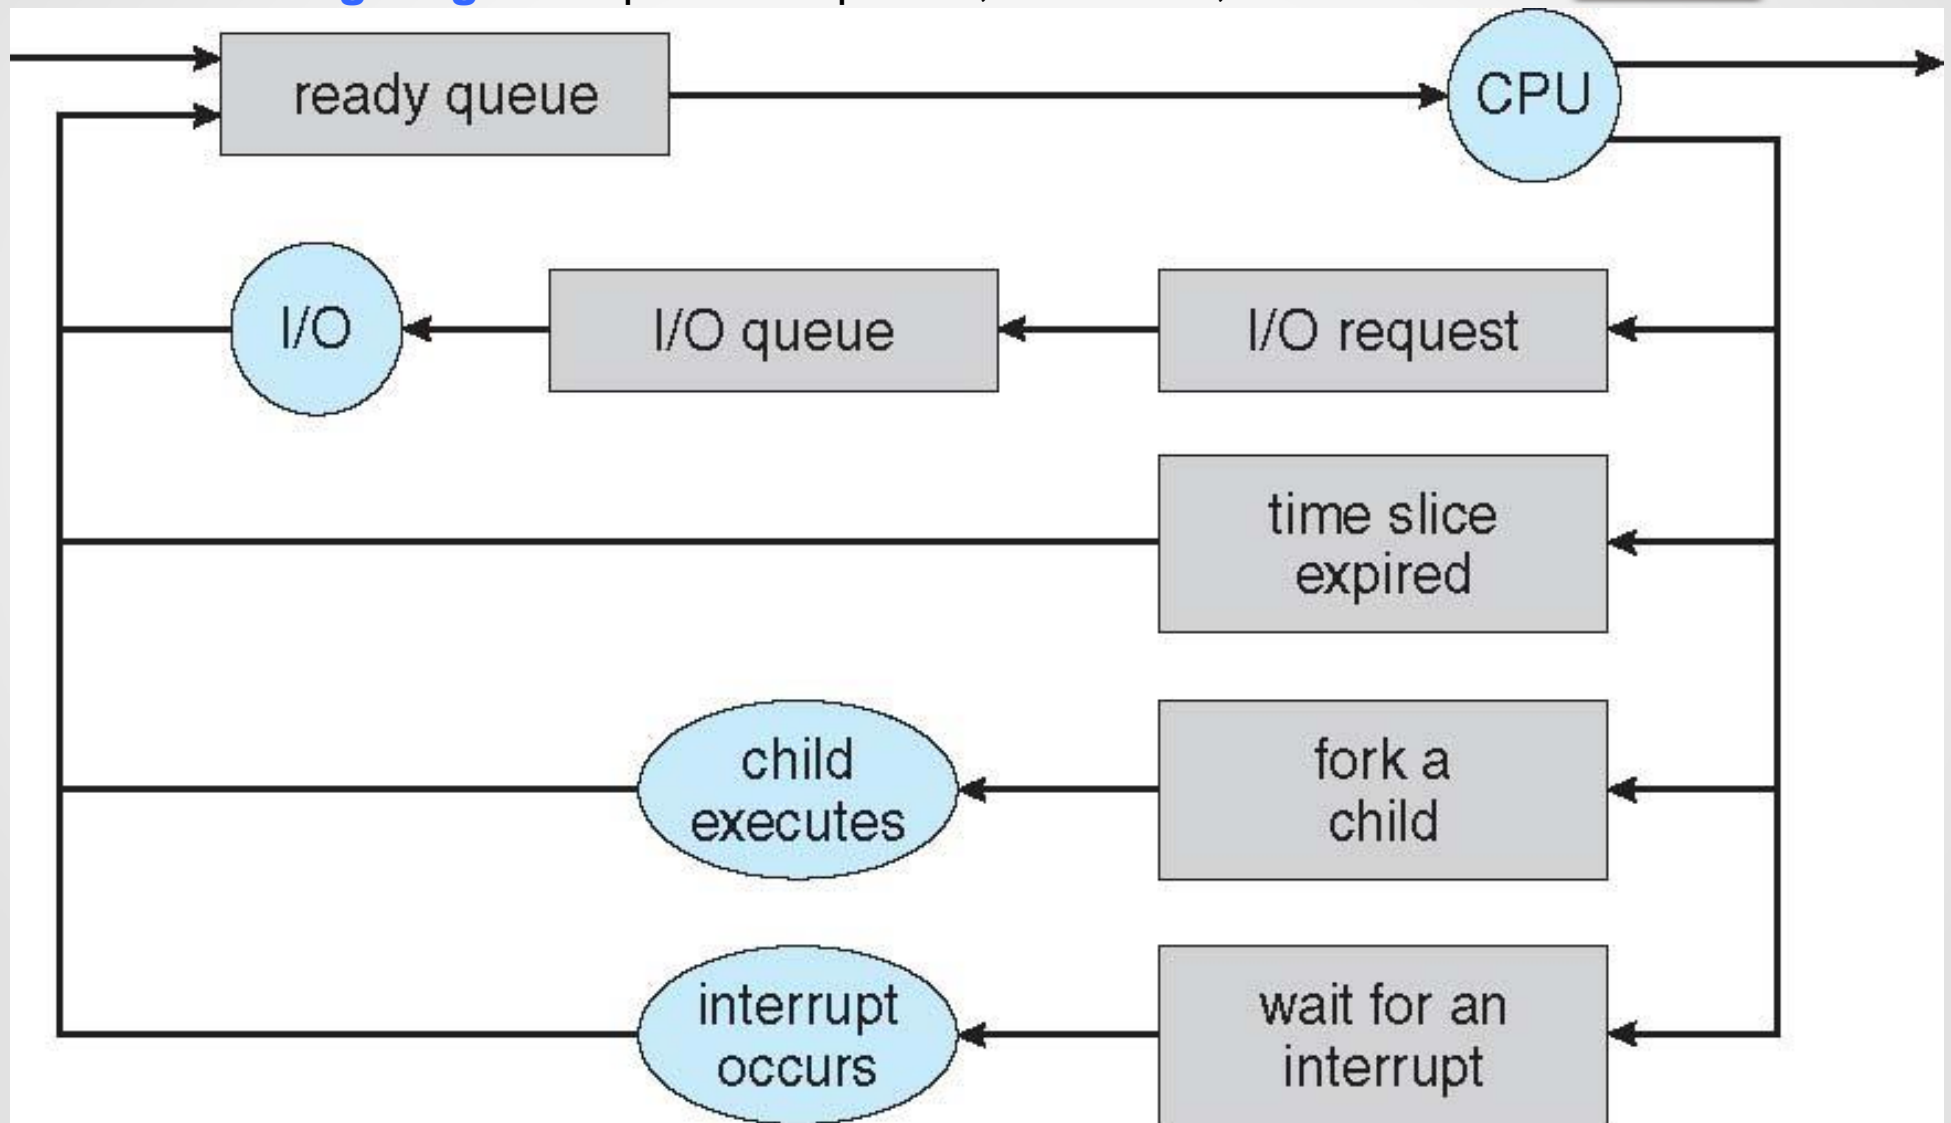 ready queue
CPU
I/O
I/O queue
I/O request
time slice
expired
child
executes
fork a
child
interrupt
occurs
wait for an
interrupt